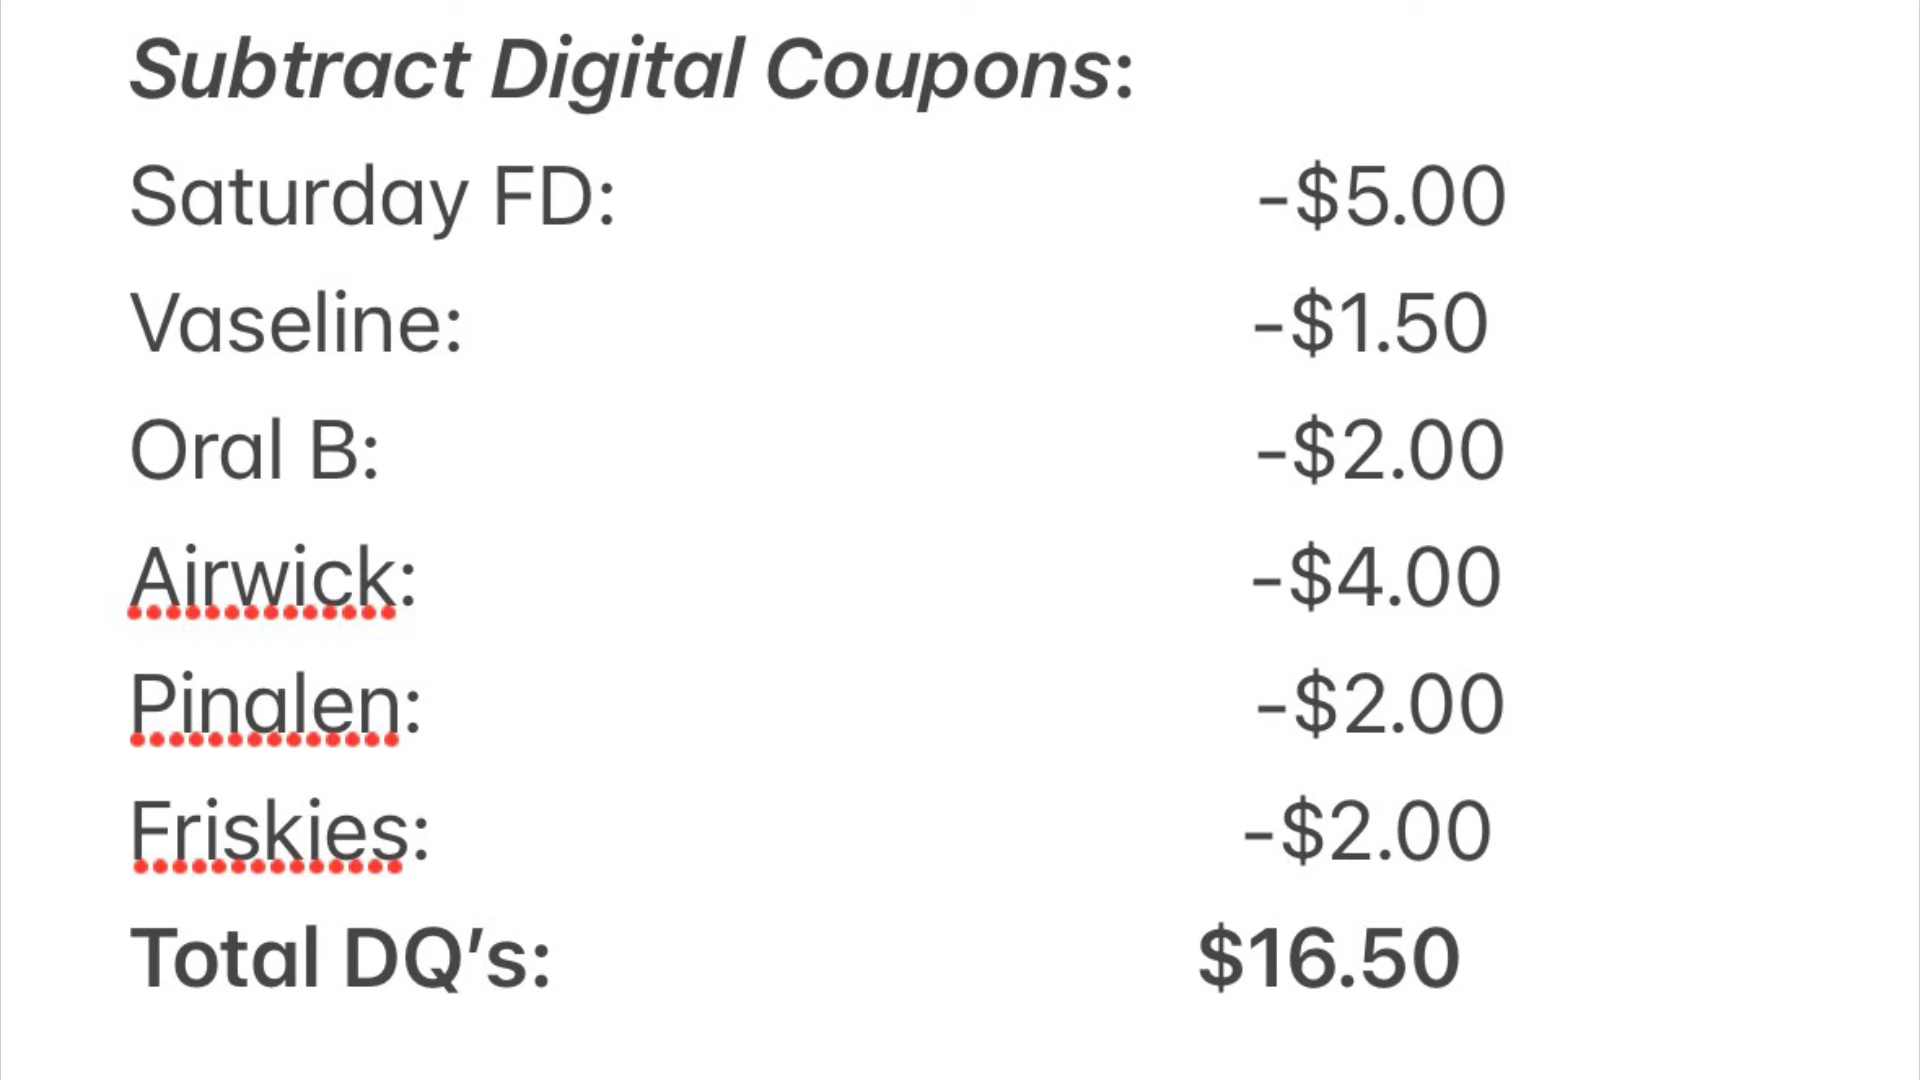 Subtract Digital Coupons:
Saturday FD: -$5.00
Vaseline: -$1.50
Oral B: -$2.00
Airwick: -$4.00
Pinalen: -$2.00
Friskies: -$2.00
Total DQ’s: $16.50